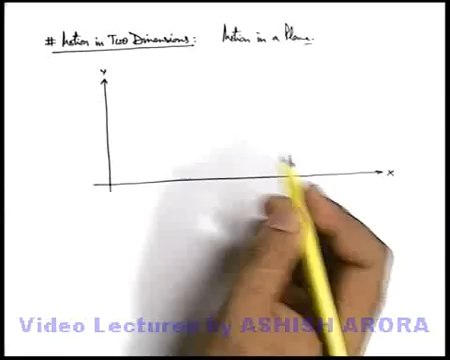 # Motion in Two Dimensions : Motion in a Plane.
Y
X
Video Lectures by ASHISH ARORA